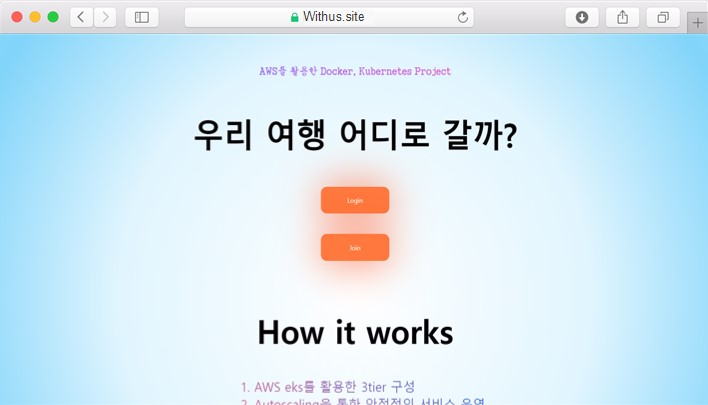 Withus.site
AWS를 활용한 Docker, Kubernetes Project
우리 여행 어디로 갈까?
Login
Join
How it works
1. AWS eks를 활용한 3tier 구성
2. Autoscaling을 통한 안정적인 서비스 운영